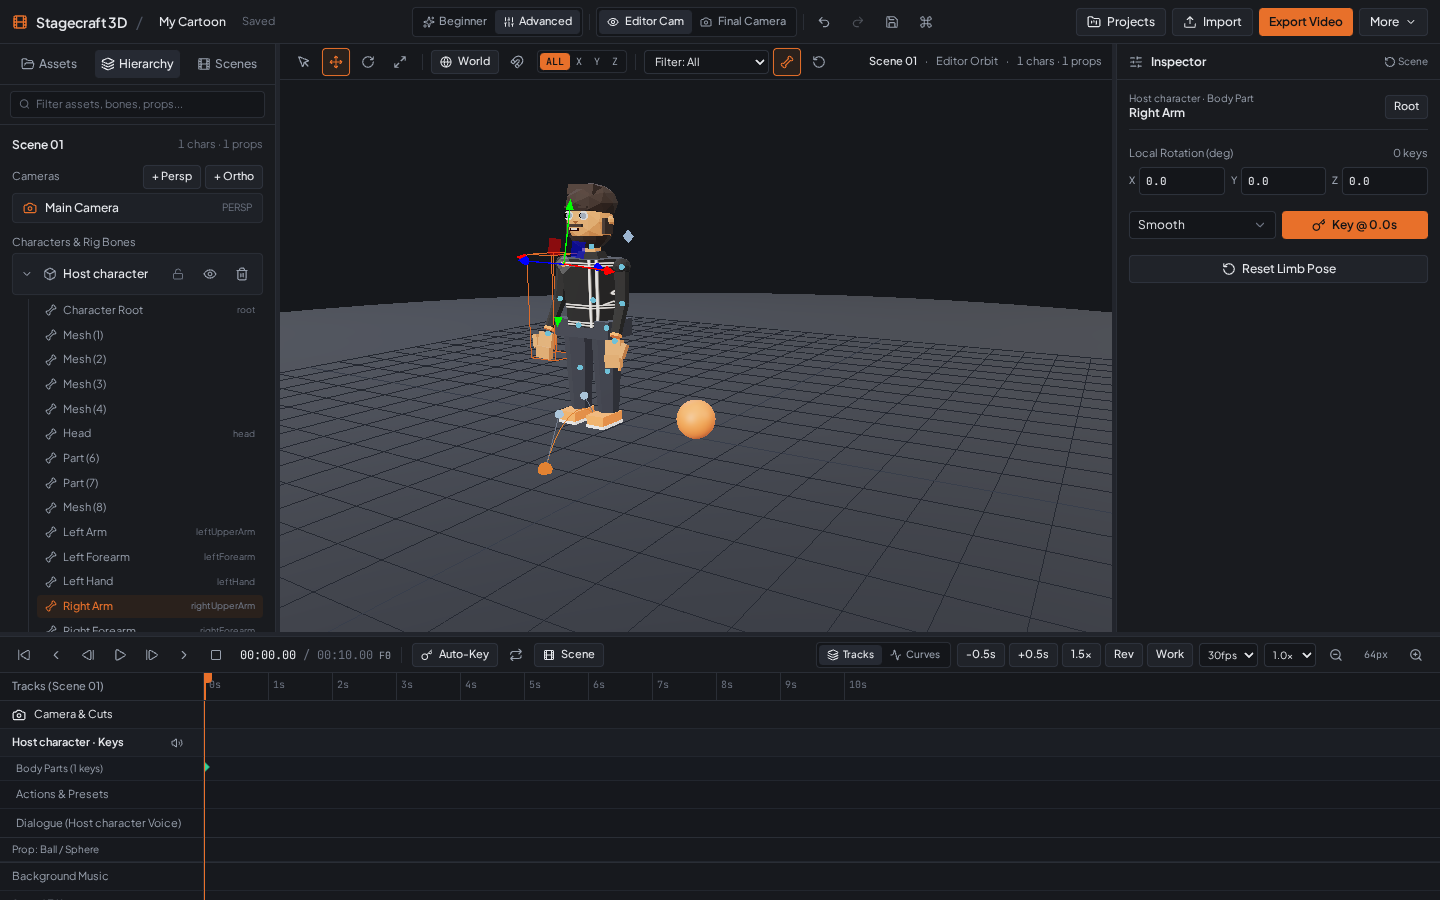 Stagecraft 3D / My Cartoon Saved Beginner Advanced Editor Cam Final Camera Projects Import Export Video More
Assets Hierarchy Scenes World ALL X Y Z Filter: All Scene 01 · Editor Orbit · 1 chars · 1 props Inspector Scene
Filter assets, bones, props...
Host character · Body Part
Right Arm Root
Scene 01 1 chars · 1 props
Local Rotation (deg) 0 keys
Cameras + Persp + Ortho
X 0.0 Y 0.0 Z 0.0
Main Camera PERSP
Smooth Key @ 0.0s
Characters & Rig Bones
Host character
Reset Limb Pose
Character Root root
Mesh (1)
Mesh (2)
Mesh (3)
Mesh (4)
Head head
Part (6)
Part (7)
Mesh (8)
Left Arm leftUpperArm
Left Forearm leftForearm
Left Hand leftHand
Right Arm rightUpperArm
Right Forearm rightForearm
00:00.00 / 00:10.00 F0 Auto-Key Scene Tracks Curves -0.5s +0.5s 1.5× Rev Work 30fps 1.0× 64px
Tracks (Scene 01) 0s 1s 2s 3s 4s 5s 6s 7s 8s 9s 10s
Camera & Cuts
Host character · Keys
Body Parts (1 keys)
Actions & Presets
Dialogue (Host character Voice)
Prop: Ball / Sphere
Background Music